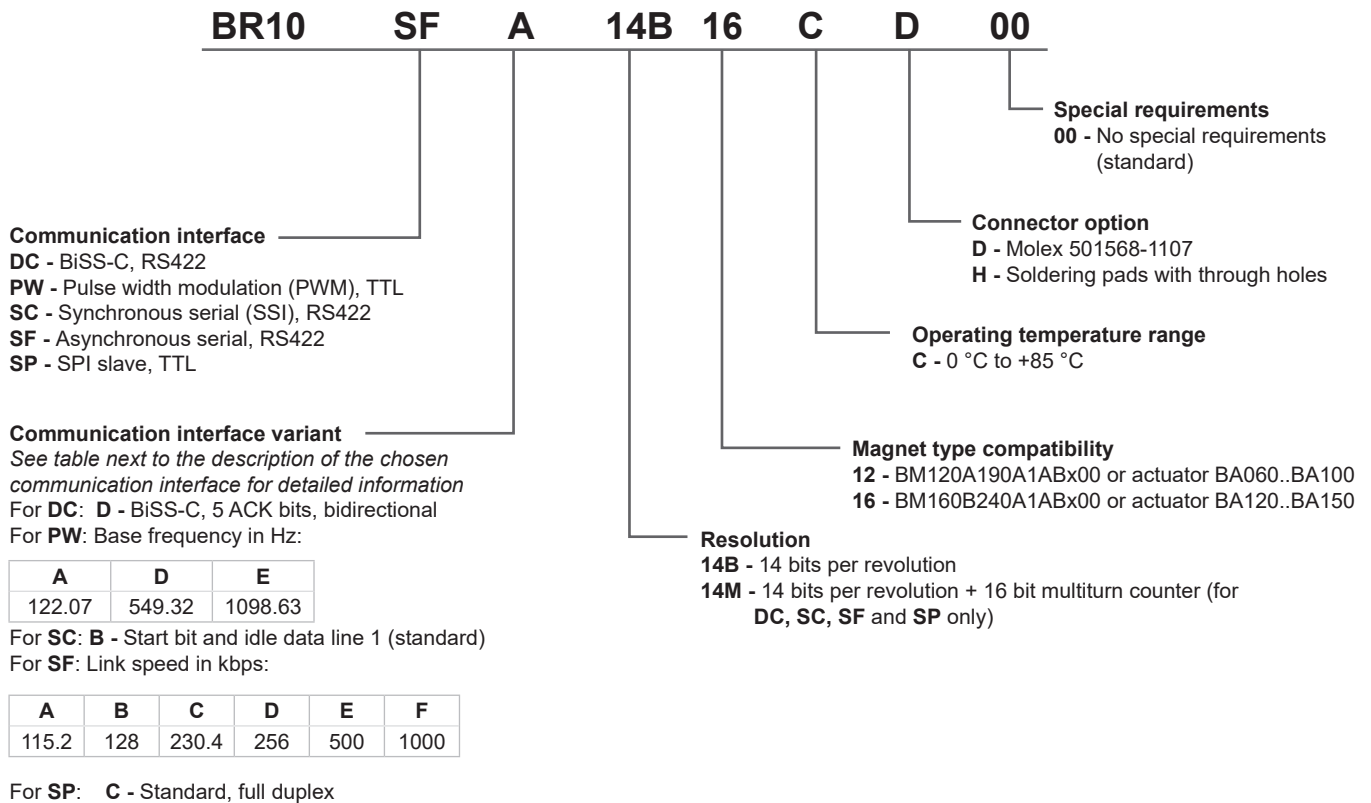 BR10 SF A 14B 16 C D 00
Special requirements
00 - No special requirements
(standard)
Connector option
D - Molex 501568-1107
H - Soldering pads with through holes
Operating temperature range
C - 0 °C to +85 °C
Magnet type compatibility
12 - BM120A190A1ABx00 or actuator BA060..BA100
16 - BM160B240A1ABx00 or actuator BA120..BA150
Resolution
14B - 14 bits per revolution
14M - 14 bits per revolution + 16 bit multiturn counter (for
DC, SC, SF and SP only)
Communication interface
DC - BiSS-C, RS422
PW - Pulse width modulation (PWM), TTL
SC - Synchronous serial (SSI), RS422
SF - Asynchronous serial, RS422
SP - SPI slave, TTL
Communication interface variant
See table next to the description of the chosen
communication interface for detailed information
For DC: D - BiSS-C, 5 ACK bits, bidirectional
For PW: Base frequency in Hz:
A D E
122.07 549.32 1098.63
For SC: B - Start bit and idle data line 1 (standard)
For SF: Link speed in kbps:
A B C D E F
115.2 128 230.4 256 500 1000
For SP: C - Standard, full duplex